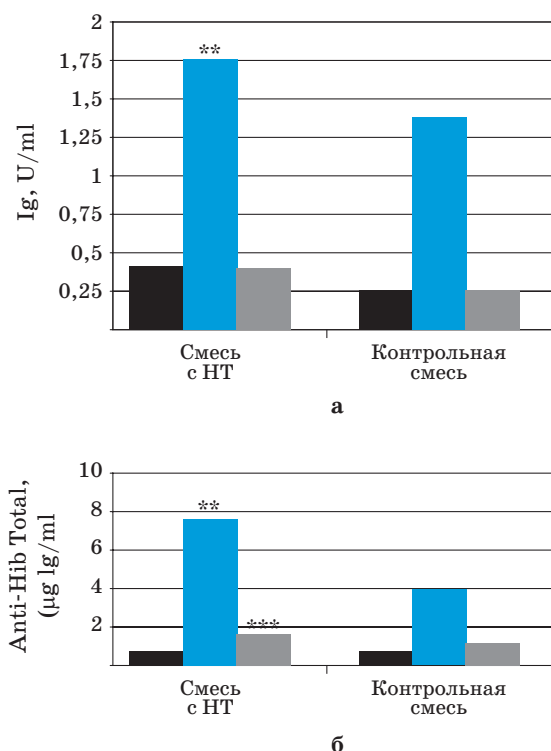 Ig, U/ml
2
1,75
1,5
1,25
1
0,75
0,5
0,25
**
Смесь
с НТ
Контрольная
смесь
а
Anti-Hib Total,
(µg lg/ml
10
8
6
4
2
**
***
Смесь
с НТ
Контрольная
смесь
б